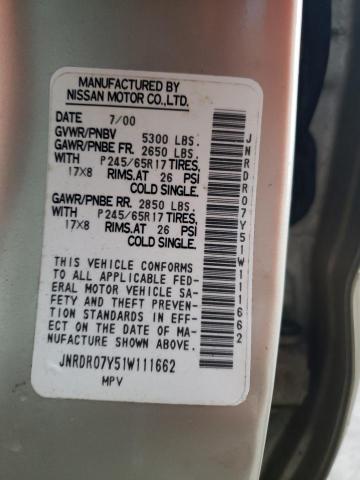 MANUFACTURED BY
NISSAN MOTOR CO.,LTD.
DATE 7/00
GVWR/PNBV 5300 LBS.
GAWR/PNBE FR. 2650 LBS.
WITH P245/65R17 TIRES,
17X8 RIMS,AT 26 PSI
COLD SINGLE.
GAWR/PNBE RR. 2850 LBS.
WITH P245/65R17 TIRES,
17X8 RIMS.AT 26 PSI
COLD SINGLE.
THIS VEHICLE CONFORMS
TO ALL APPLICABLE FED-
ERAL MOTOR VEHICLE SA-
FETY AND THEFT PREVEN-
TION STANDARDS IN EF-
FECT ON THE DATE OF MA-
NUFACTURE SHOWN ABOVE.
JNRDR07Y51W111662
MPV
JNRDR07Y51W111662